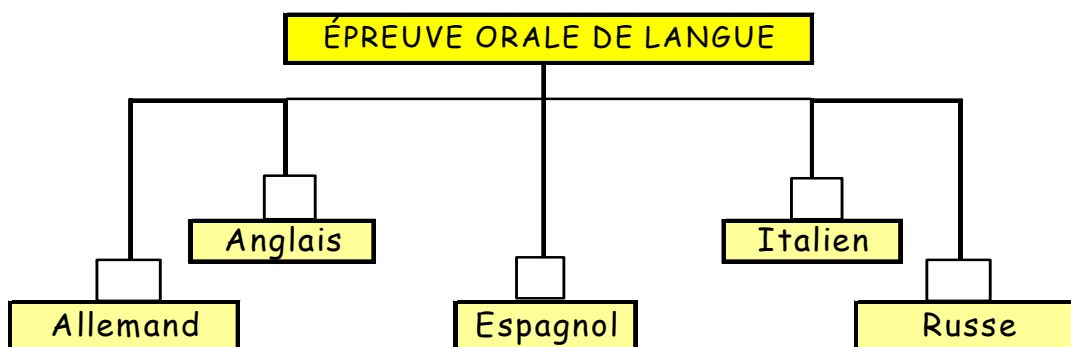 ÉPREUVE ORALE DE LANGUE
Anglais
Italien
Allemand
Espagnol
Russe